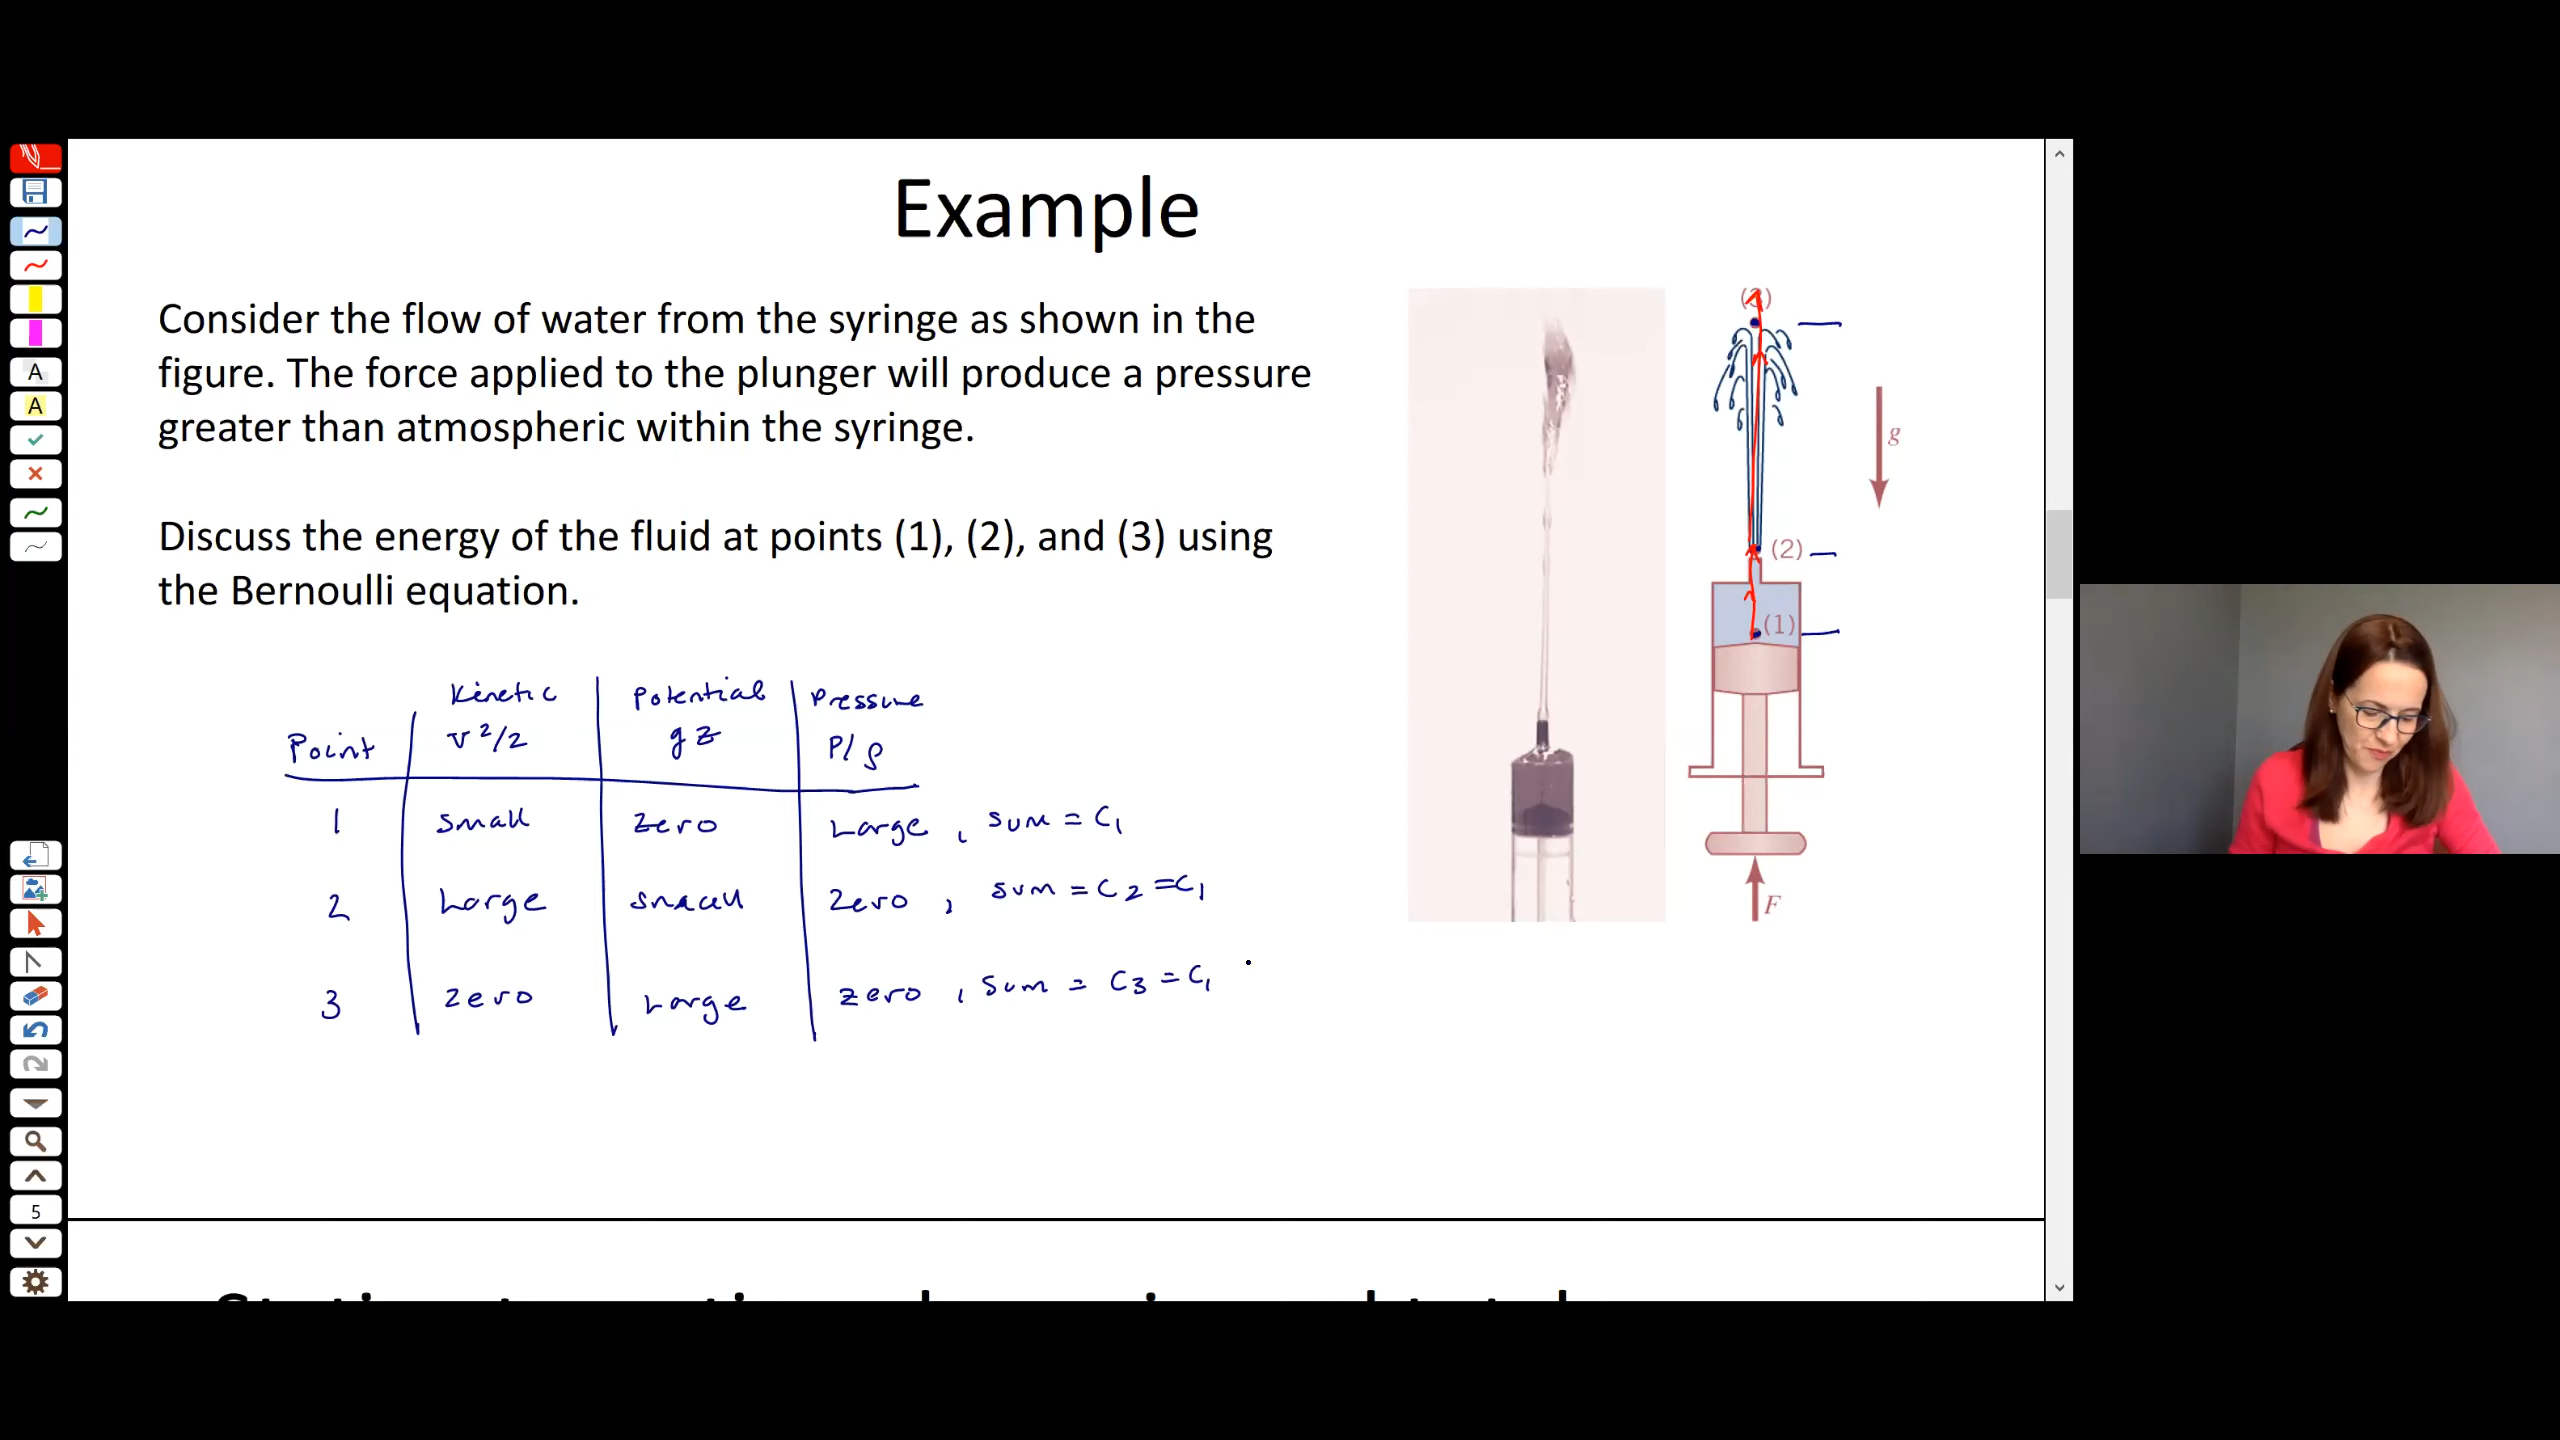 Example
Consider the flow of water from the syringe as shown in the
figure. The force applied to the plunger will produce a pressure
greater than atmospheric within the syringe.
Discuss the energy of the fluid at points (1), (2), and (3) using
the Bernoulli equation.
(3)
g
(2)
(1)
F
Kinetic Potential Pressure
Point v²/2 gz P/ρ
1 small zero Large , sum = C₁
2 Large small zero , sum = C₂ = C₁
3 zero Large zero , sum = C₃ = C₁
A
A
5